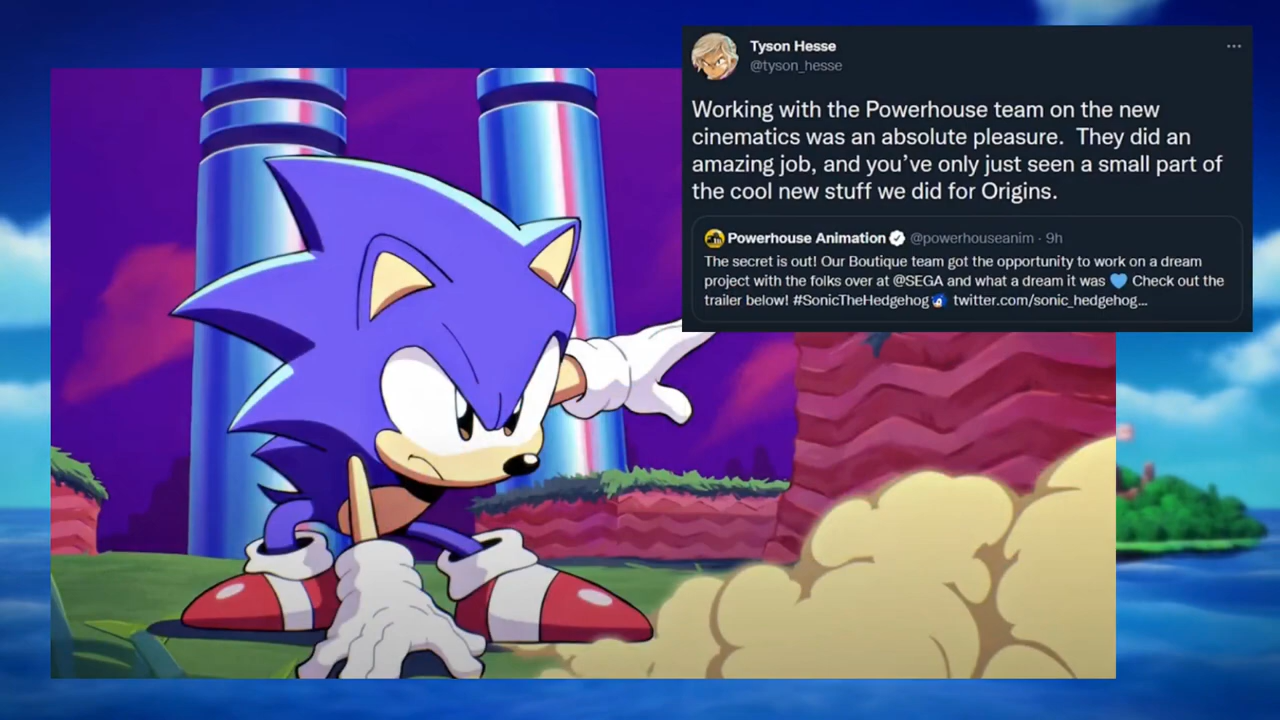 Tyson Hesse
@tyson_hesse
Working with the Powerhouse team on the new
cinematics was an absolute pleasure.  They did an
amazing job, and you’ve only just seen a small part of
the cool new stuff we did for Origins.
Powerhouse Animation @powerhouseanim · 9h
The secret is out! Our Boutique team got the opportunity to work on a dream
project with the folks over at @SEGA and what a dream it was 💙 Check out the
trailer below! #SonicTheHedgehog twitter.com/sonic_hedgehog...